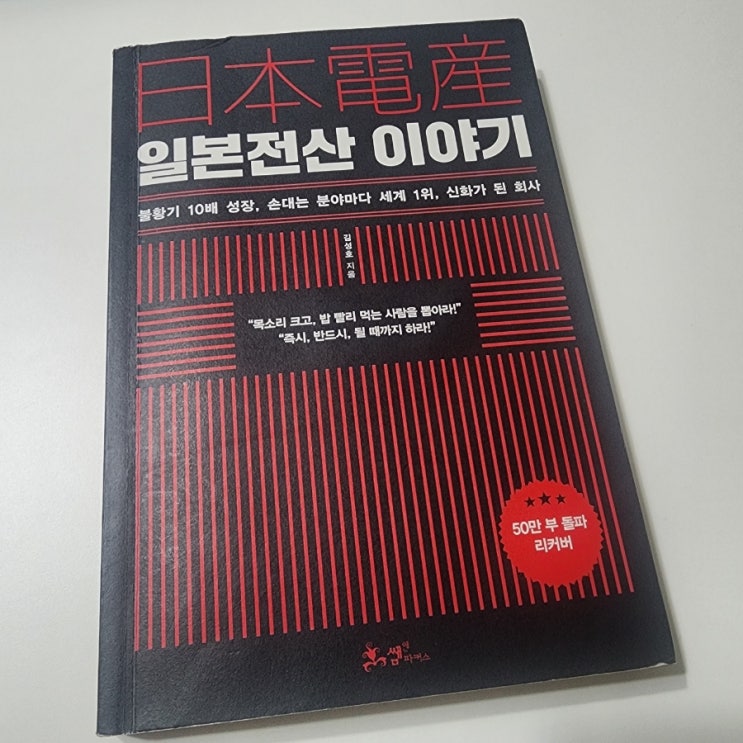 日本電産
일본전산 이야기
불황기 10배 성장, 손대는 분야마다 세계 1위, 신화가 된 회사
김성호 지음
“목소리 크고, 밥 빨리 먹는 사람을 뽑아라!”
“즉시, 반드시, 될 때까지 하라!”
50만 부 돌파
리커버
쌤앤파커스